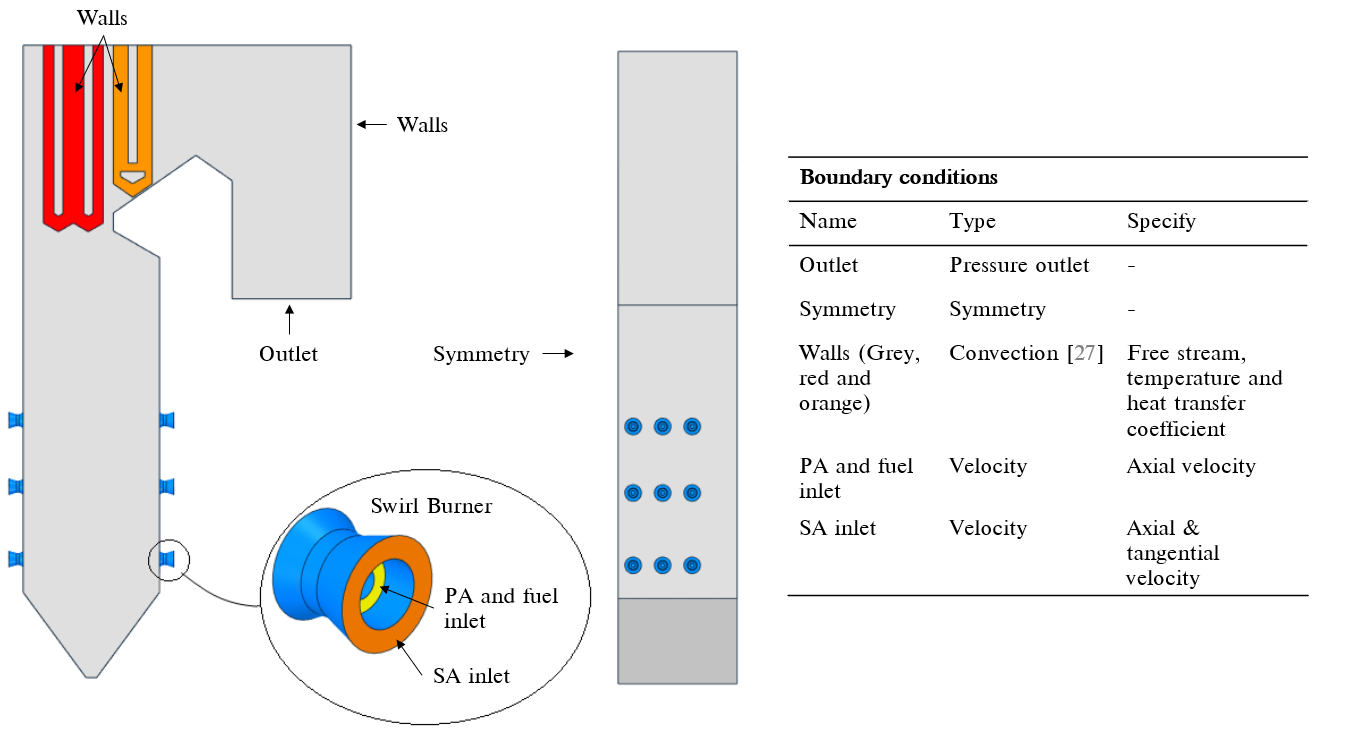 Walls
Walls
Outlet
Symmetry
Swirl Burner
PA and fuel
inlet
SA inlet
Boundary conditions
Name Type Specify
Outlet Pressure outlet -
Symmetry Symmetry -
Walls (Grey, Convection [27] Free stream,
red and temperature and
orange) heat transfer
coefficient
PA and fuel Velocity Axial velocity
inlet
SA inlet Velocity Axial &
tangential
velocity